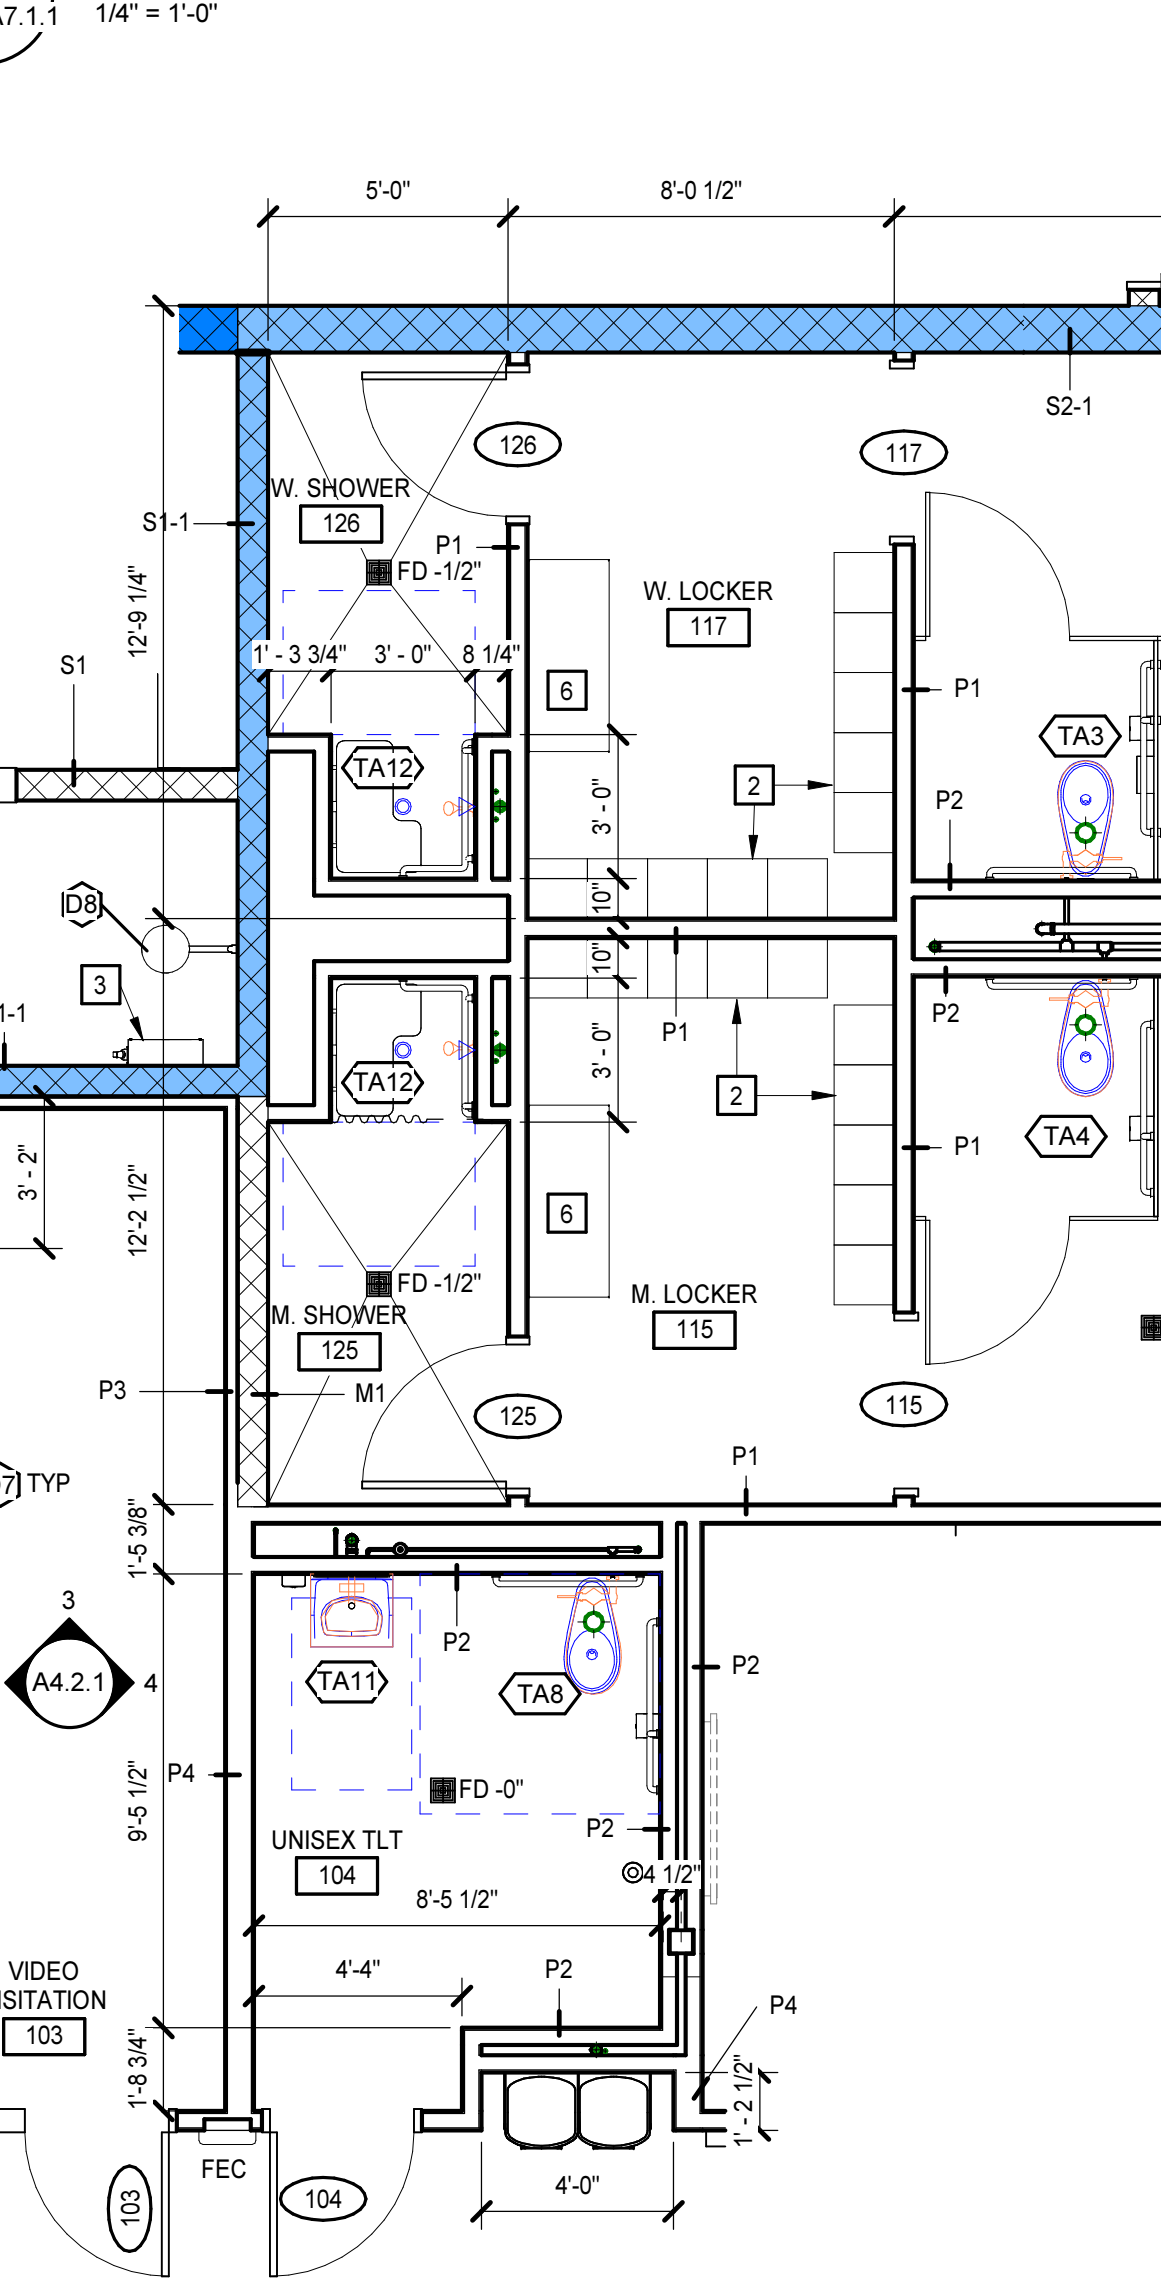 A7.1.1
1/4" = 1'-0"
5'-0"
8'-0 1/2"
S2-1
126
117
W. SHOWER
126
S1-1
P1
FD -1/2"
W. LOCKER
117
12'-9 1/4"
1' - 3 3/4"
3' - 0"
8 1/4"
S1
6
P1
TA3
TA12
2
3' - 0"
P2
D8
10"
10"
3
1-1
P1
P2
3' - 0"
TA12
2
TA4
P1
3' - 2"
12'-2 1/2"
6
FD -1/2"
M. LOCKER
115
M. SHOWER
125
P3
M1
125
115
P1
7
TYP
1'-5 3/8"
3
P2
A4.2.1
4
TA11
TA8
P2
P4
9'-5 1/2"
FD -0"
P2
UNISEX TLT
104
4 1/2"
8'-5 1/2"
4'-4"
P2
VIDEO
ISITATION
103
P4
1'-8 3/4"
1' - 2 1/2"
FEC
4'-0"
103
104